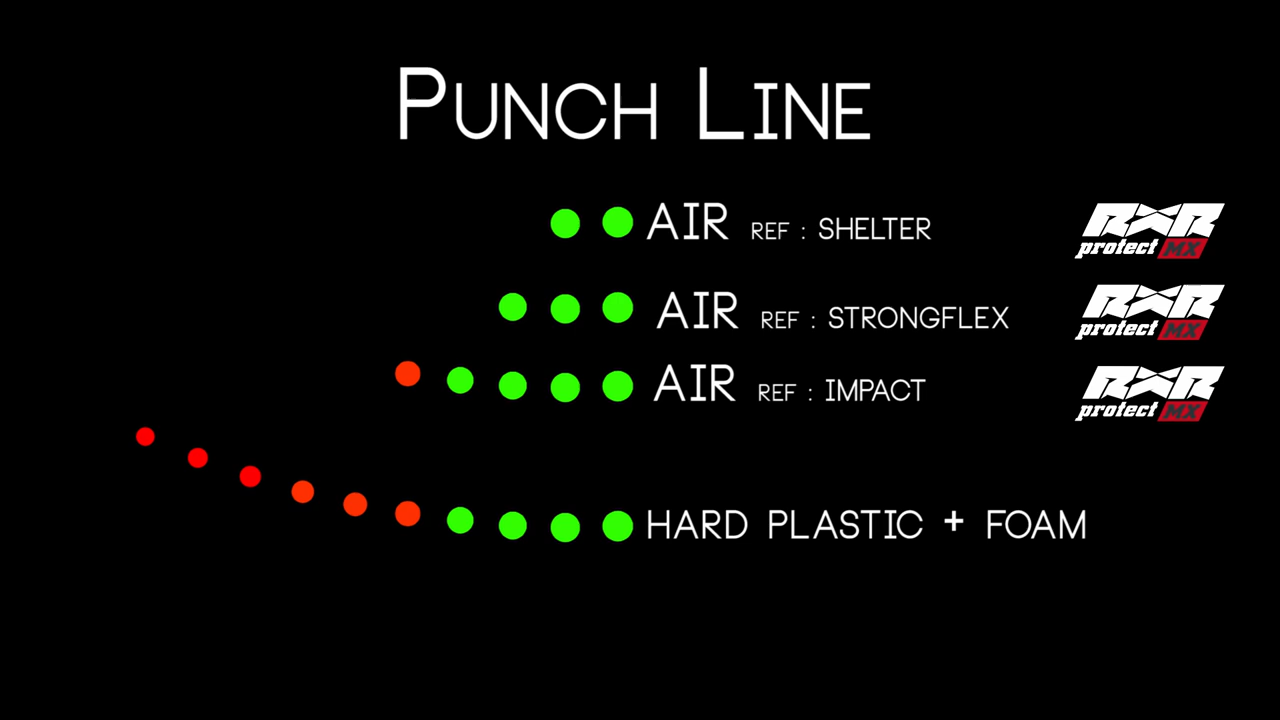 PUNCH LINE
AIR REF : SHELTER
RXR
protect MX
AIR REF : STRONGFLEX
RXR
protect MX
AIR REF : IMPACT
RXR
protect MX
HARD PLASTIC + FOAM